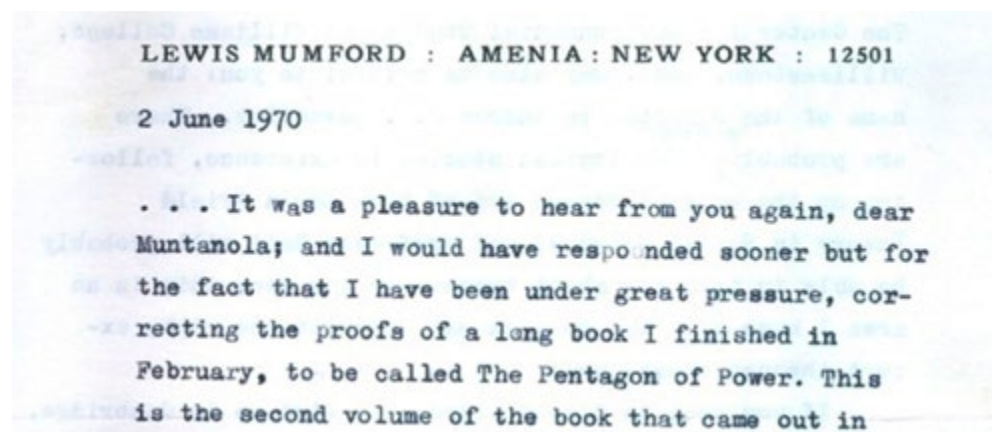 LEWIS MUMFORD : AMENIA : NEW YORK : 12501
2 June 1970
. . . It was a pleasure to hear from you again, dear
Muntanola; and I would have responded sooner but for
the fact that I have been under great pressure, cor-
recting the proofs of a long book I finished in
February, to be called The Pentagon of Power. This
is the second volume of the book that came out in